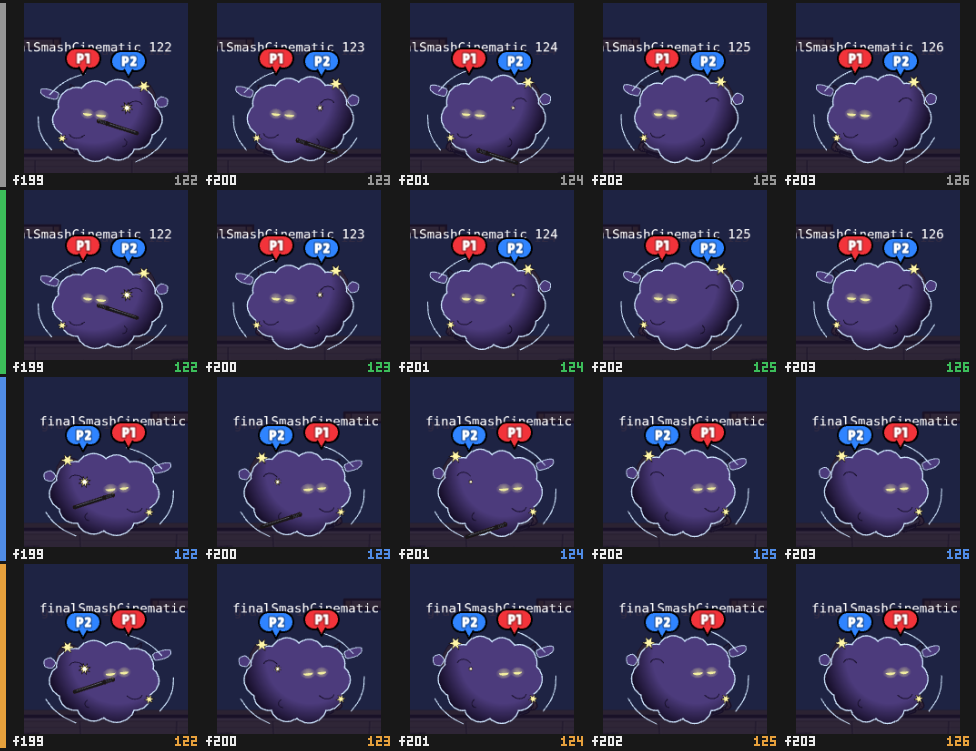 lSmashCinematic 122 lSmashCinematic 123 lSmashCinematic 124 lSmashCinematic 125 lSmashCinematic 126
P1 P2 P1 P2 P1 P2 P1 P2 P1 P2
f199 122 f200 123 f201 124 f202 125 f203 126
lSmashCinematic 122 lSmashCinematic 123 lSmashCinematic 124 lSmashCinematic 125 lSmashCinematic 126
P1 P2 P1 P2 P1 P2 P1 P2 P1 P2
f199 122 f200 123 f201 124 f202 125 f203 126
finalSmashCinematic finalSmashCinematic finalSmashCinematic finalSmashCinematic finalSmashCinematic
P2 P1 P2 P1 P2 P1 P2 P1 P2 P1
f199 122 f200 123 f201 124 f202 125 f203 126
finalSmashCinematic finalSmashCinematic finalSmashCinematic finalSmashCinematic finalSmashCinematic
P2 P1 P2 P1 P2 P1 P2 P1 P2 P1
f199 122 f200 123 f201 124 f202 125 f203 126